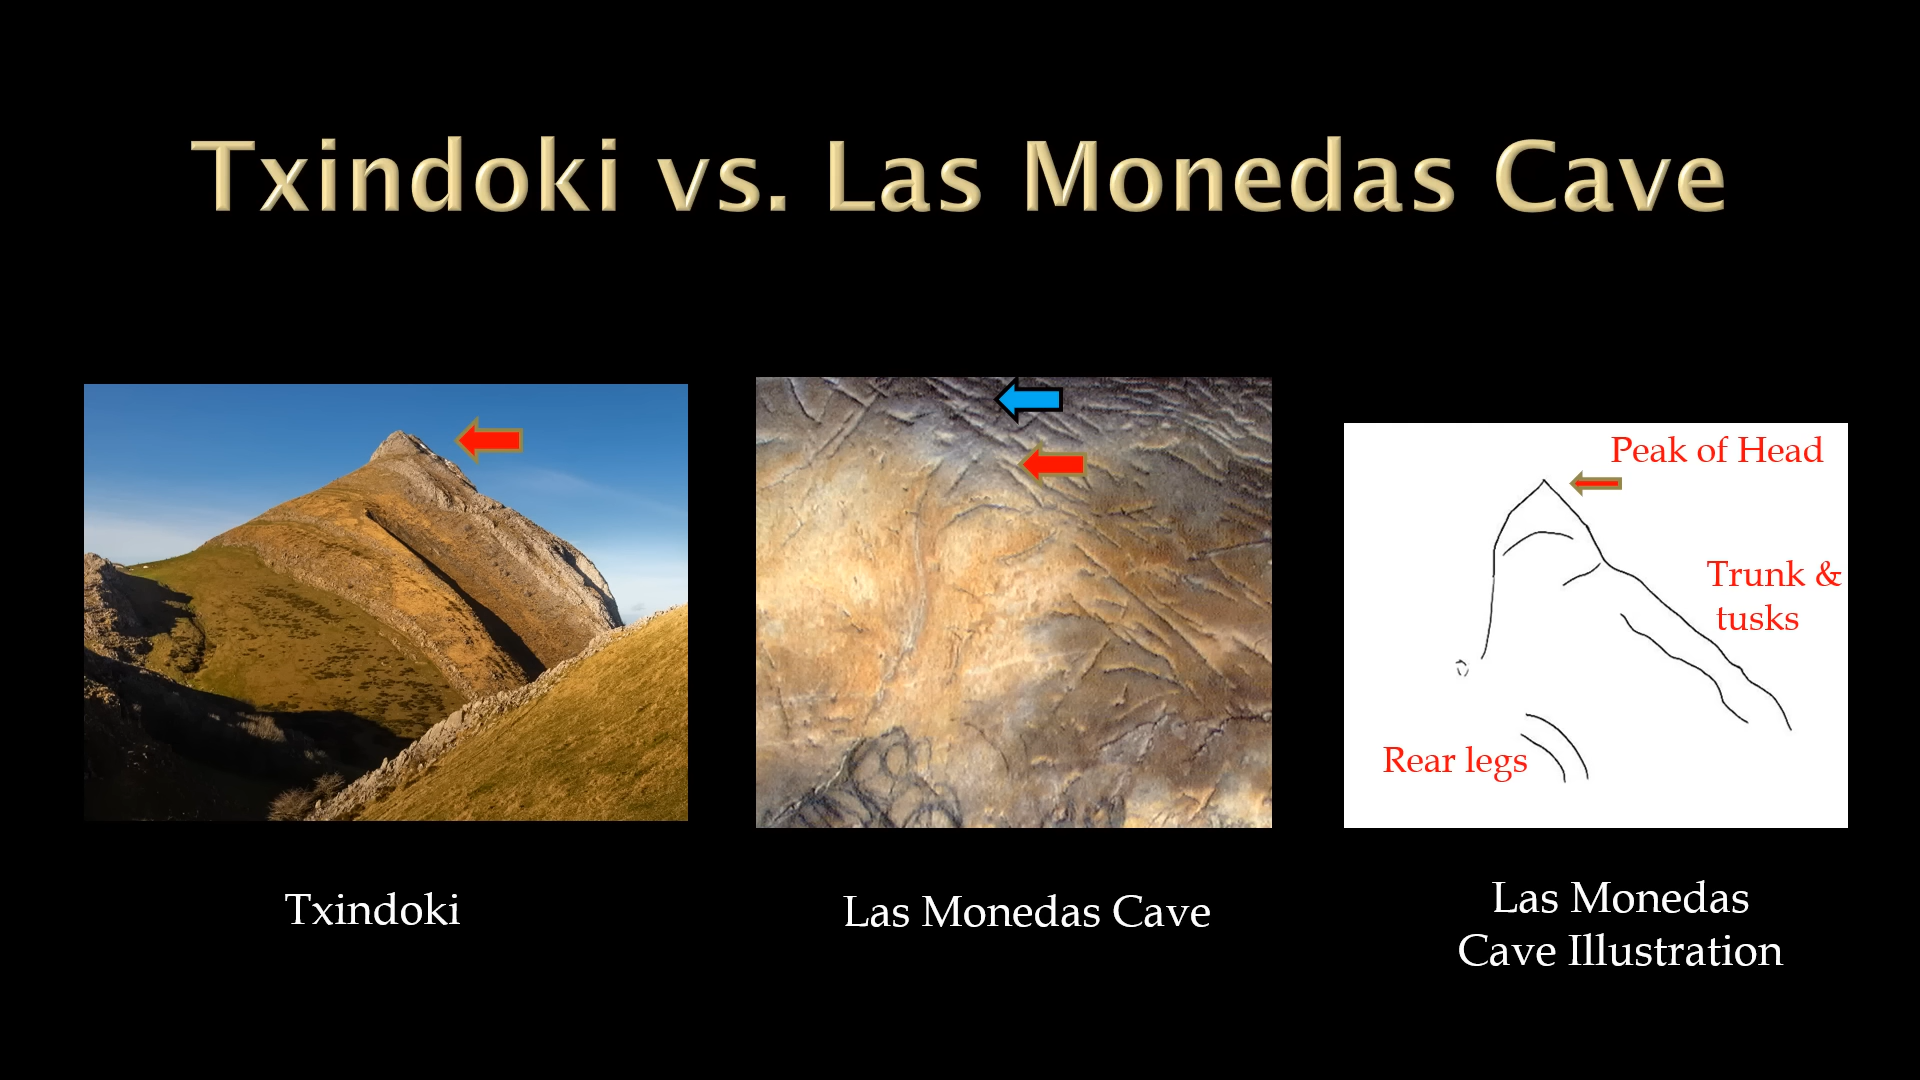 Txindoki vs. Las Monedas Cave
Peak of Head
Trunk &
tusks
Rear legs
Txindoki
Las Monedas Cave
Las Monedas
Cave Illustration